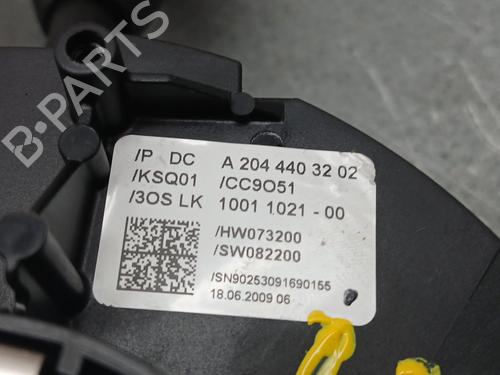 B-PARTS
/P DC A 204 440 32 02
/KSQ01 /CC9O51
/3OS LK 1001 1021 - 00
/HW073200
/SW082200
/SN90253091690155
18.06.2009 06